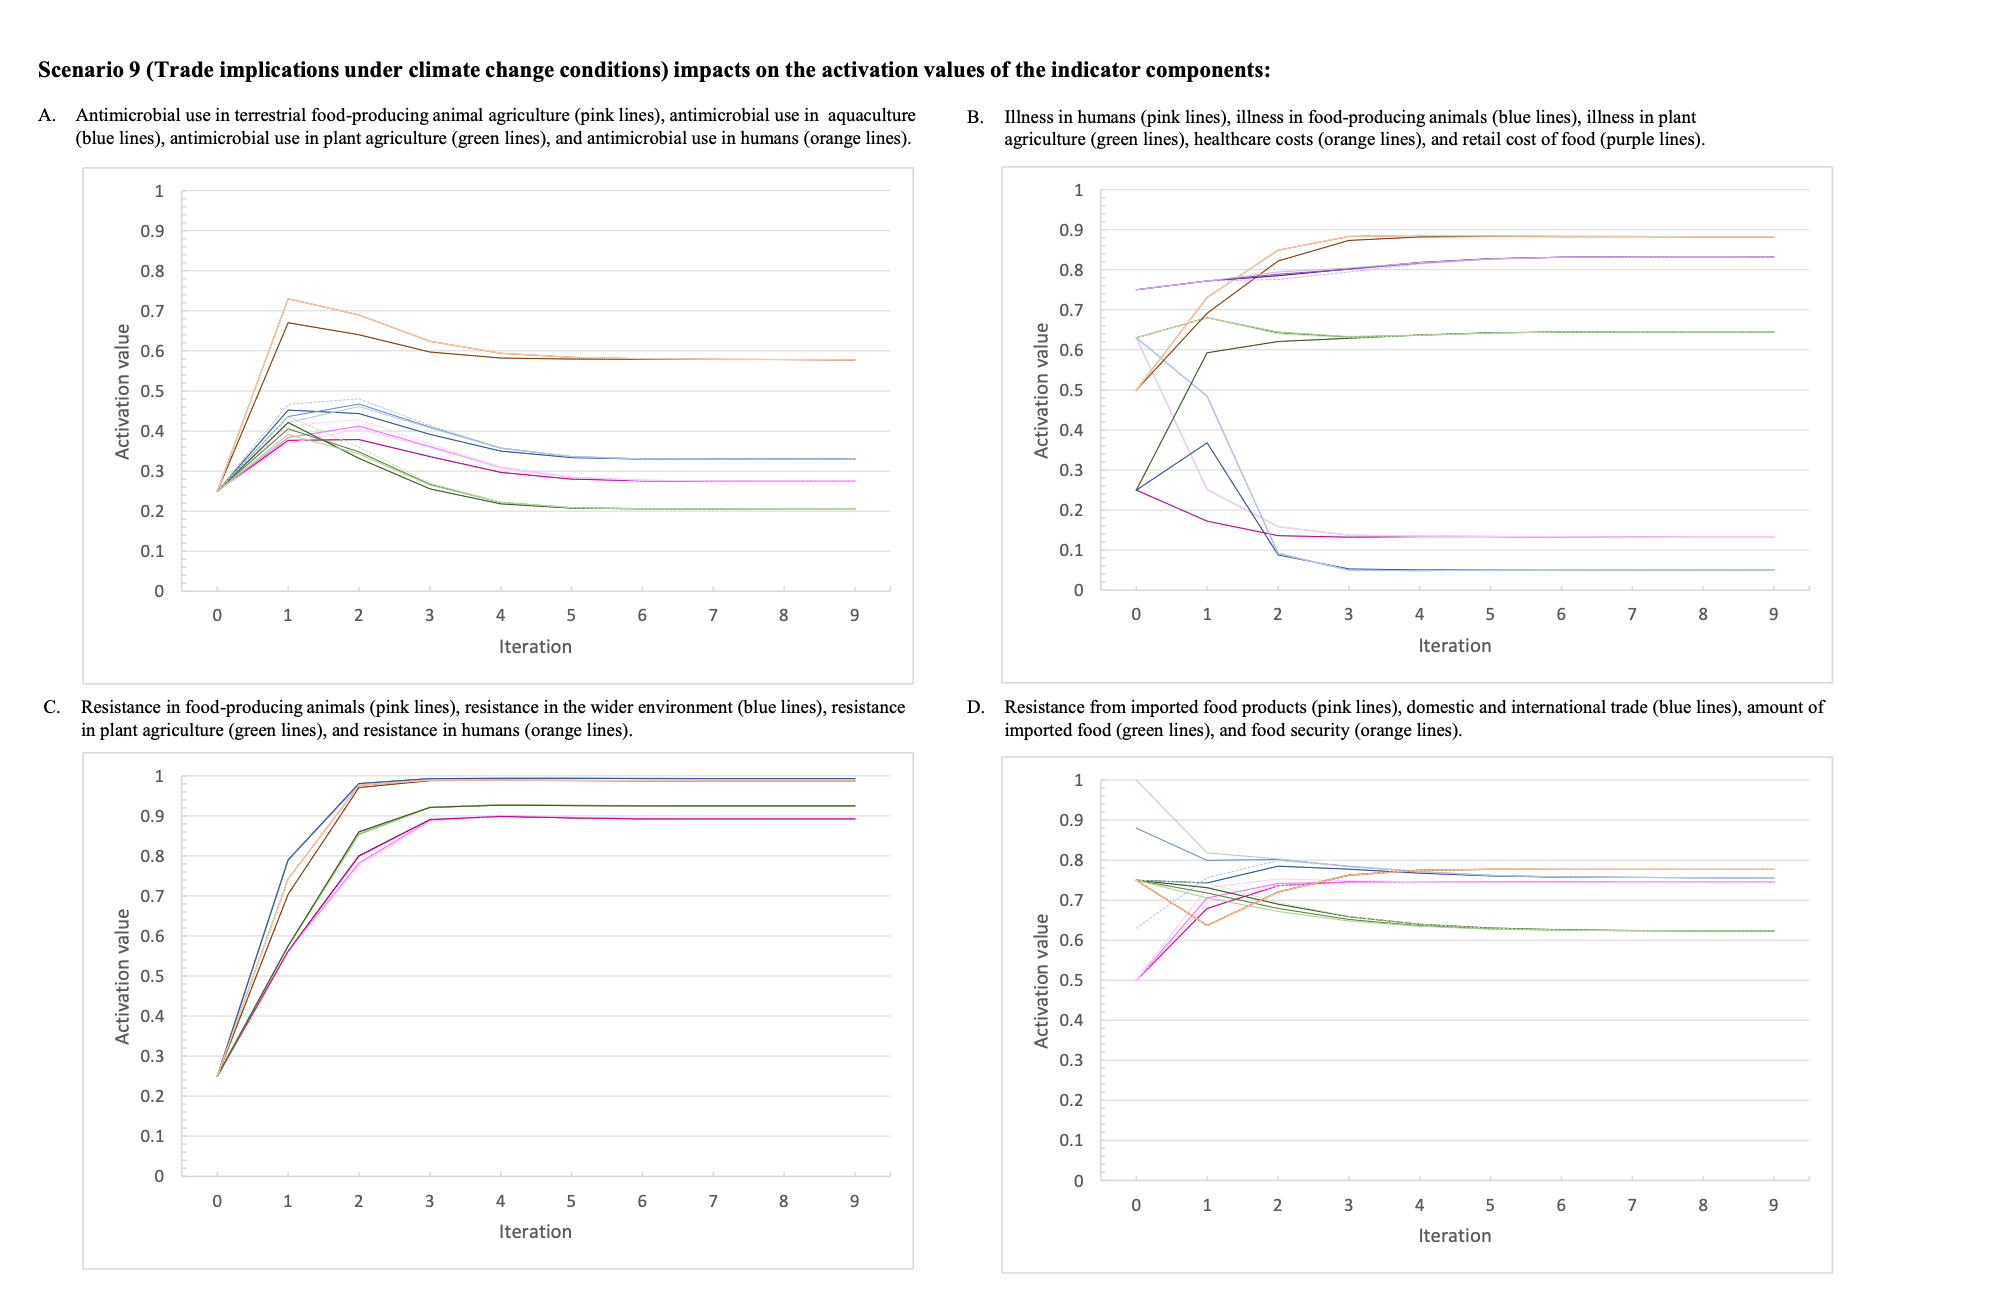 Scenario 9 (Trade implications under climate change conditions) impacts on the activation values of the indicator components:
A. Antimicrobial use in terrestrial food-producing animal agriculture (pink lines), antimicrobial use in aquaculture
(blue lines), antimicrobial use in plant agriculture (green lines), and antimicrobial use in humans (orange lines).
1
0.9
0.8
0.7
0.6
0.5
0.4
0.3
0.2
0.1
0
Activation value
0 1 2 3 4 5 6 7 8 9
Iteration
B. Illness in humans (pink lines), illness in food-producing animals (blue lines), illness in plant
agriculture (green lines), healthcare costs (orange lines), and retail cost of food (purple lines).
1
0.9
0.8
0.7
0.6
0.5
0.4
0.3
0.2
0.1
0
Activation value
0 1 2 3 4 5 6 7 8 9
Iteration
C. Resistance in food-producing animals (pink lines), resistance in the wider environment (blue lines), resistance
in plant agriculture (green lines), and resistance in humans (orange lines).
1
0.9
0.8
0.7
0.6
0.5
0.4
0.3
0.2
0.1
0
Activation value
0 1 2 3 4 5 6 7 8 9
Iteration
D. Resistance from imported food products (pink lines), domestic and international trade (blue lines), amount of
imported food (green lines), and food security (orange lines).
1
0.9
0.8
0.7
0.6
0.5
0.4
0.3
0.2
0.1
0
Activation value
0 1 2 3 4 5 6 7 8 9
Iteration